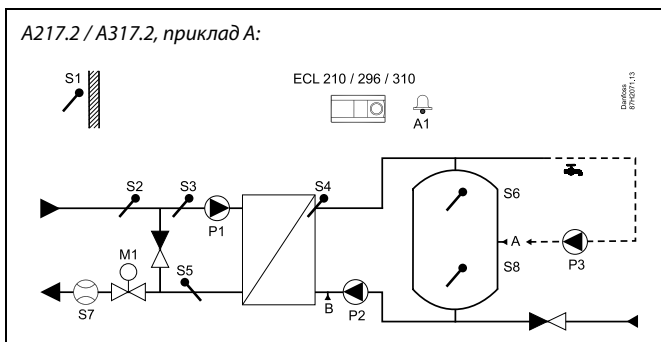 A217.2 / A317.2, приклад A:
S1
ECL 210 / 296 / 310
A1
Danfoss
87H2071.13
S2
S3
P1
S4
S6
A
P3
S8
M1
S5
S7
B
P2